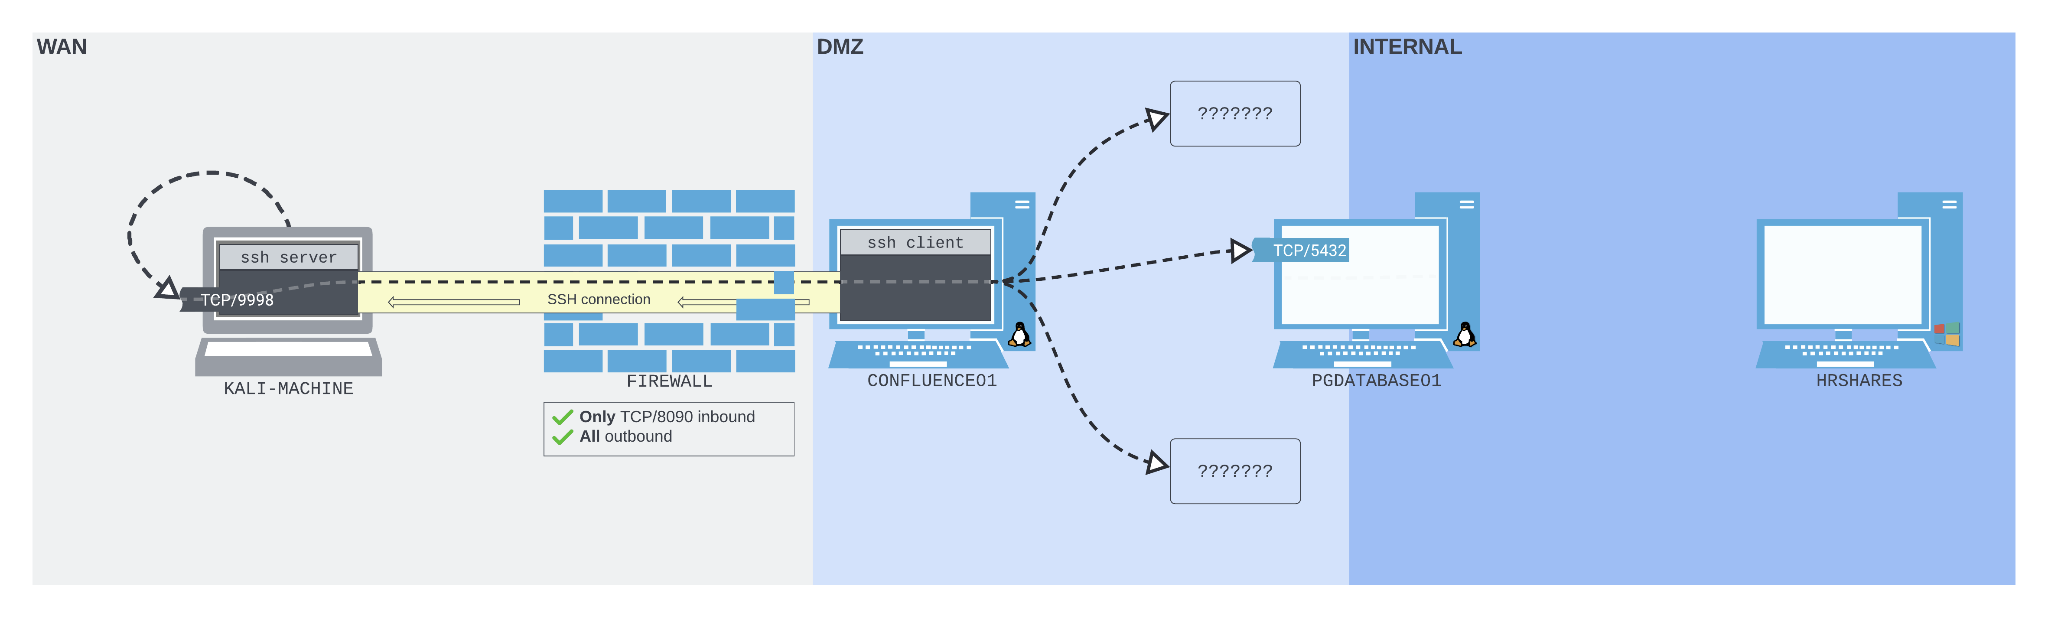 WAN
DMZ
INTERNAL
???????
ssh server
ssh client
TCP/5432
TCP/9998
SSH connection
KALI-MACHINE
FIREWALL
CONFLUENCE01
PGDATABASE01
HRSHARES
Only TCP/8090 inbound
All outbound
???????